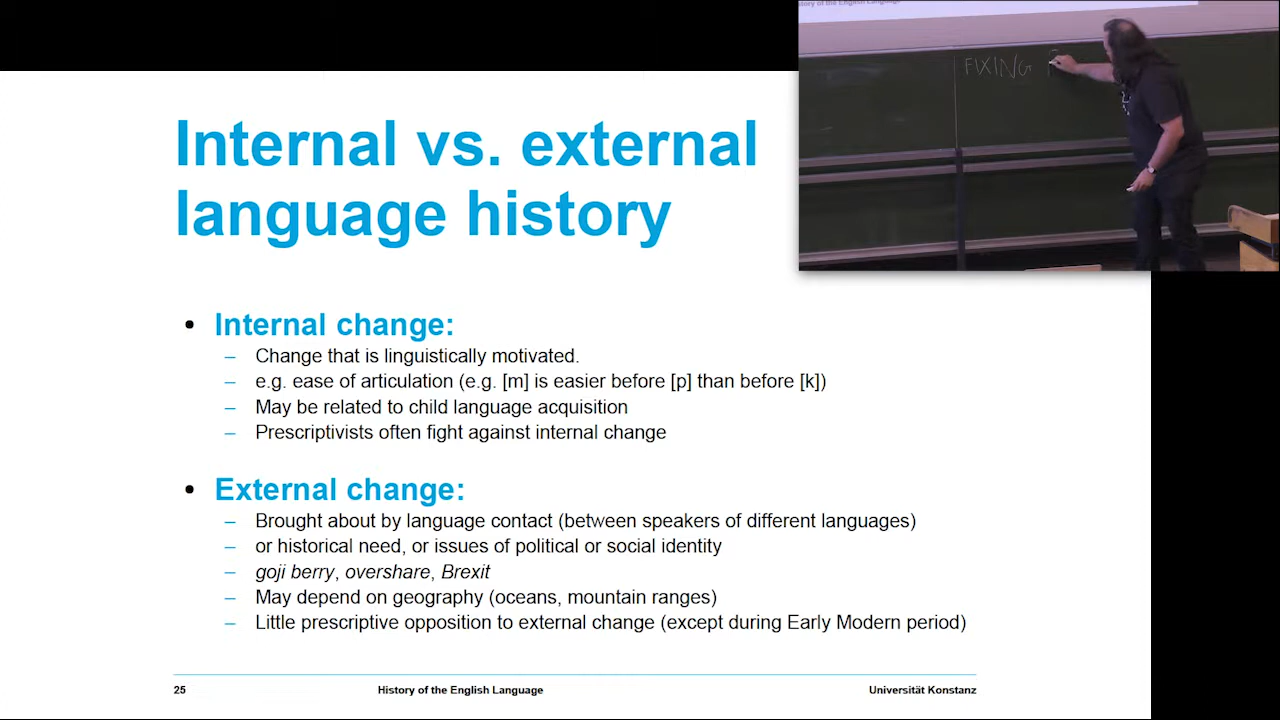 Internal vs. external
language history
• Internal change:
– Change that is linguistically motivated.
– e.g. ease of articulation (e.g. [m] is easier before [p] than before [k])
– May be related to child language acquisition
– Prescriptivists often fight against internal change
• External change:
– Brought about by language contact (between speakers of different languages)
– or historical need, or issues of political or social identity
– goji berry, overshare, Brexit
– May depend on geography (oceans, mountain ranges)
– Little prescriptive opposition to external change (except during Early Modern period)
25 History of the English Language Universität Konstanz
of the English Language
FIXING